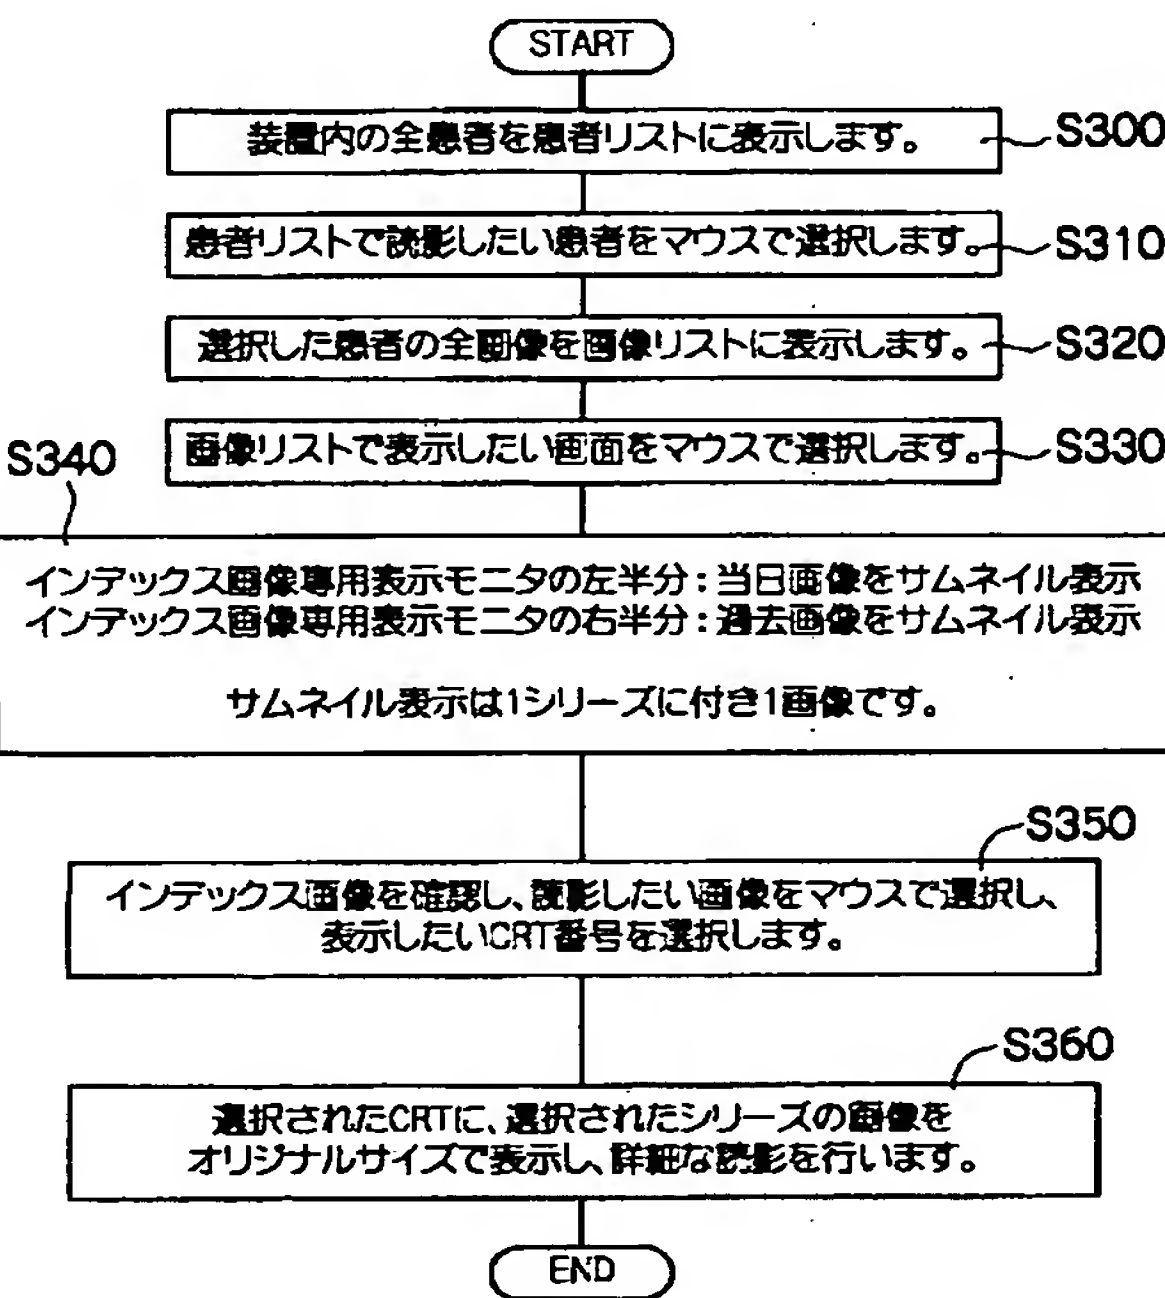 START
装置内の全患者を患者リストに表示します。
S300
患者リストで読影したい患者をマウスで選択します。
S310
選択した患者の全画像を画像リストに表示します。
S320
画像リストで表示したい画面をマウスで選択します。
S330
S340
インデックス画像専用表示モニタの左半分：当日画像をサムネイル表示
インデックス画像専用表示モニタの右半分：過去画像をサムネイル表示
サムネイル表示は1シリーズに付き1画像です。
S350
インデックス画像を確認し、読影したい画像をマウスで選択し、
表示したいCRT番号を選択します。
S360
選択されたCRTに、選択されたシリーズの画像を
オリジナルサイズで表示し、詳細な読影を行います。
END